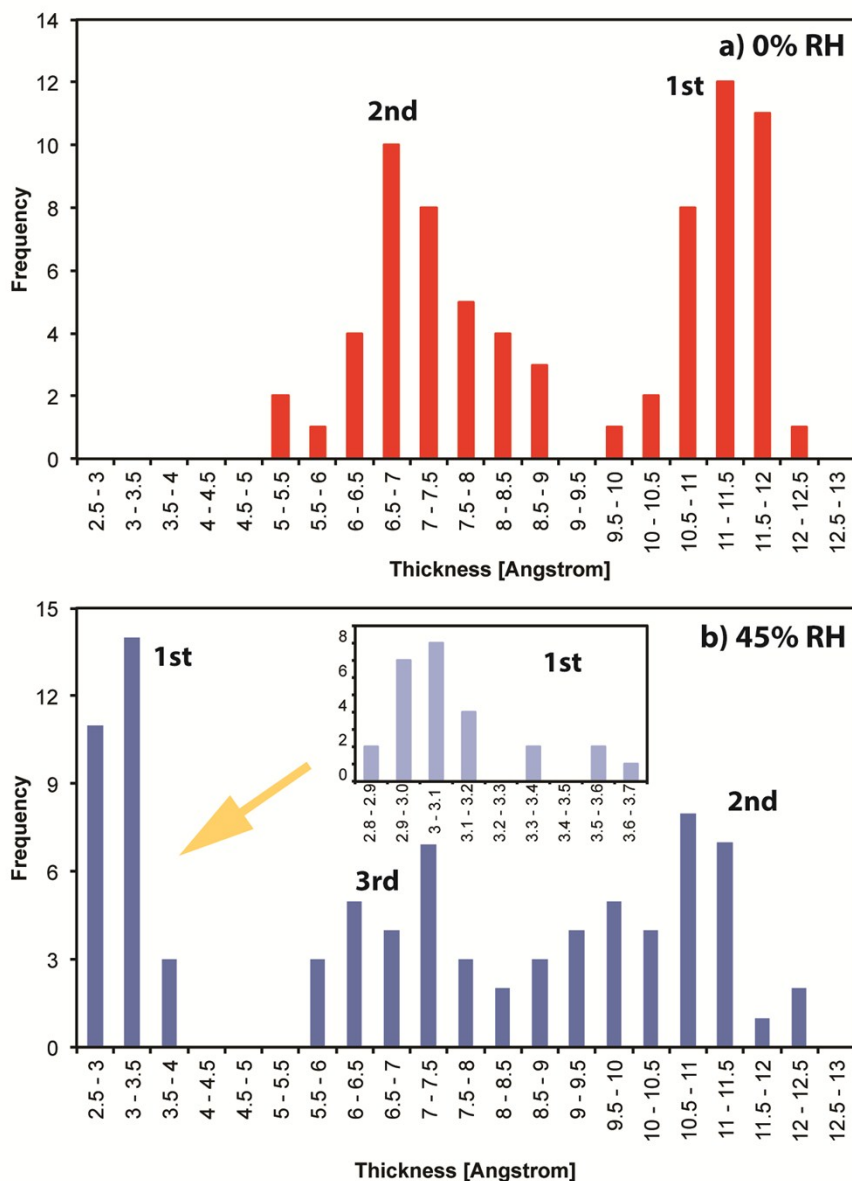 14
12
10
8
6
4
2
0
Frequency
a) 0% RH
1st
2nd
2.5 - 3
3 - 3.5
3.5 - 4
4 - 4.5
4.5 - 5
5 - 5.5
5.5 - 6
6 - 6.5
6.5 - 7
7 - 7.5
7.5 - 8
8 - 8.5
8.5 - 9
9 - 9.5
9.5 - 10
10 - 10.5
10.5 - 11
11 - 11.5
11.5 - 12
12 - 12.5
12.5 - 13
Thickness [Angstrom]
15
12
9
6
3
0
Frequency
b) 45% RH
1st
8
6
4
2
0
1st
2.8 - 2.9
2.9 - 3.0
3 - 3.1
3.1 - 3.2
3.2 - 3.3
3.3 - 3.4
3.4 - 3.5
3.5 - 3.6
3.6 - 3.7
2nd
3rd
2.5 - 3
3 - 3.5
3.5 - 4
4 - 4.5
4.5 - 5
5 - 5.5
5.5 - 6
6 - 6.5
6.5 - 7
7 - 7.5
7.5 - 8
8 - 8.5
8.5 - 9
9 - 9.5
9.5 - 10
10 - 10.5
10.5 - 11
11 - 11.5
11.5 - 12
12 - 12.5
12.5 - 13
Thickness [Angstrom]